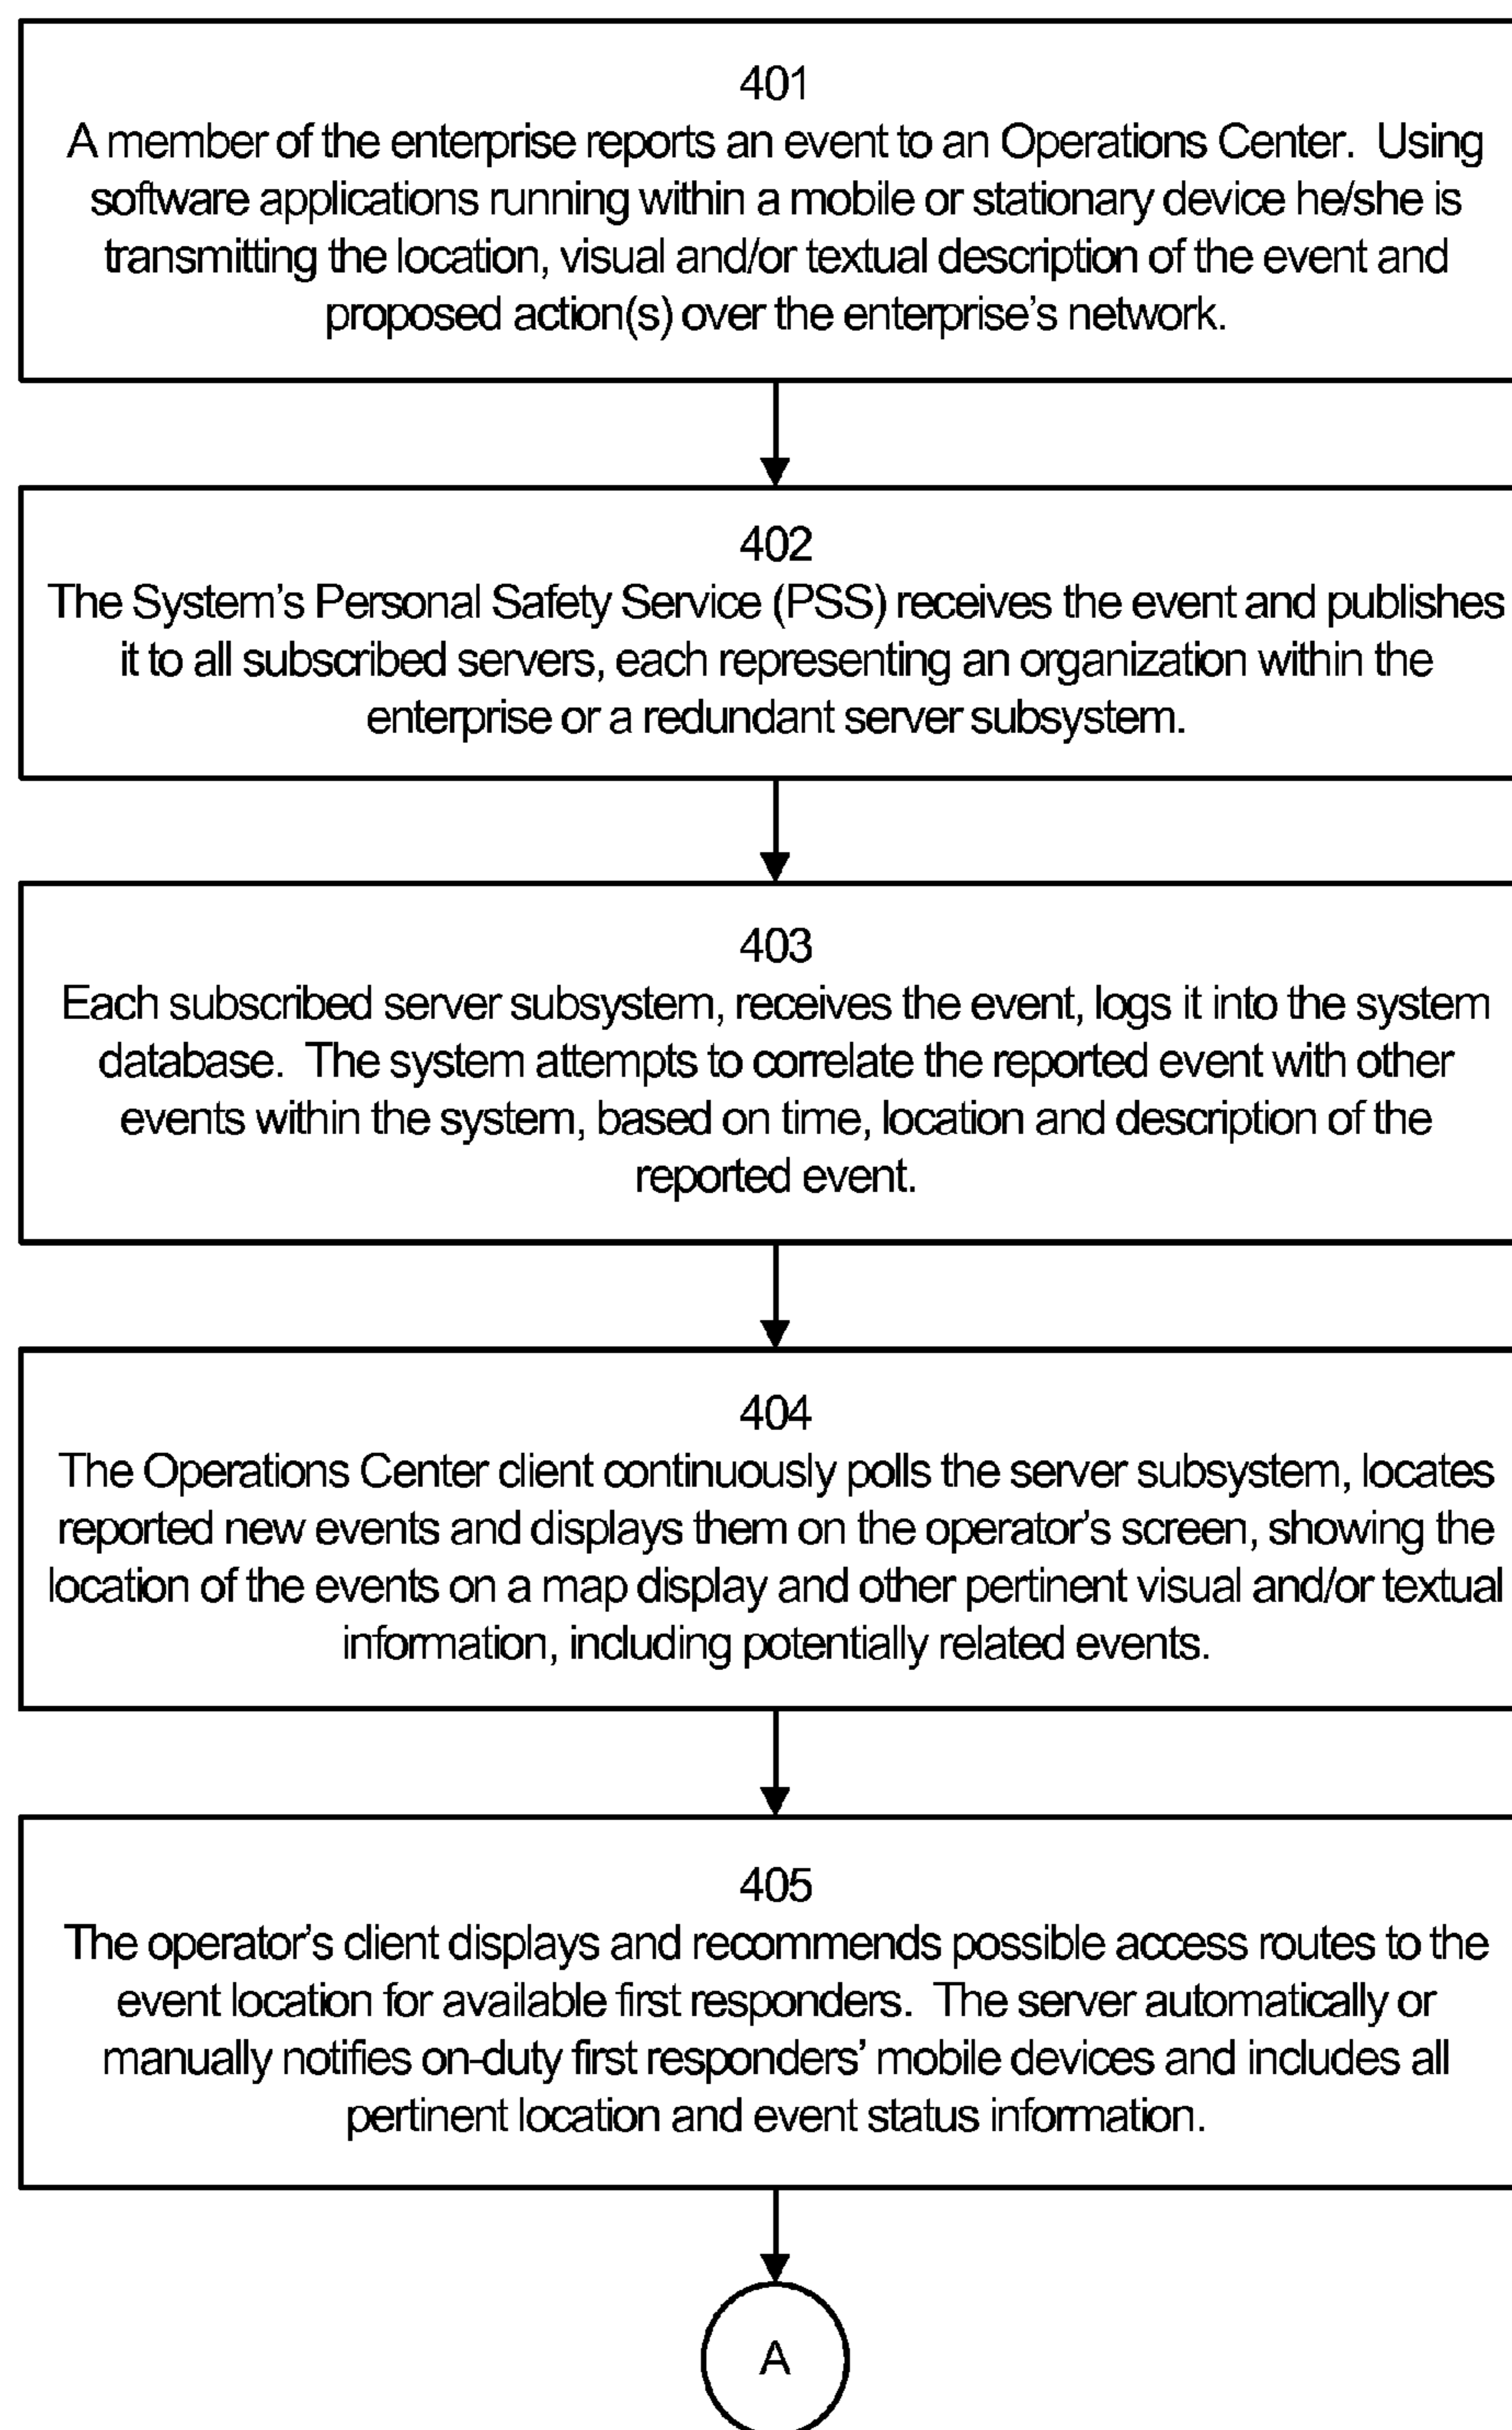 401
A member of the enterprise reports an event to an Operations Center.  Using
software applications running within a mobile or stationary device he/she is
transmitting the location, visual and/or textual description of the event and
proposed action(s) over the enterprise's network.
402
The System's Personal Safety Service (PSS) receives the event and publishes
it to all subscribed servers, each representing an organization within the
enterprise or a redundant server subsystem.
403
Each subscribed server subsystem, receives the event, logs it into the system
database.  The system attempts to correlate the reported event with other
events within the system, based on time, location and description of the
reported event.
404
The Operations Center client continuously polls the server subsystem, locates
reported new events and displays them on the operator's screen, showing the
location of the events on a map display and other pertinent visual and/or textual
information, including potentially related events.
405
The operator's client displays and recommends possible access routes to the
event location for available first responders.  The server automatically or
manually notifies on-duty first responders' mobile devices and includes all
pertinent location and event status information.
A